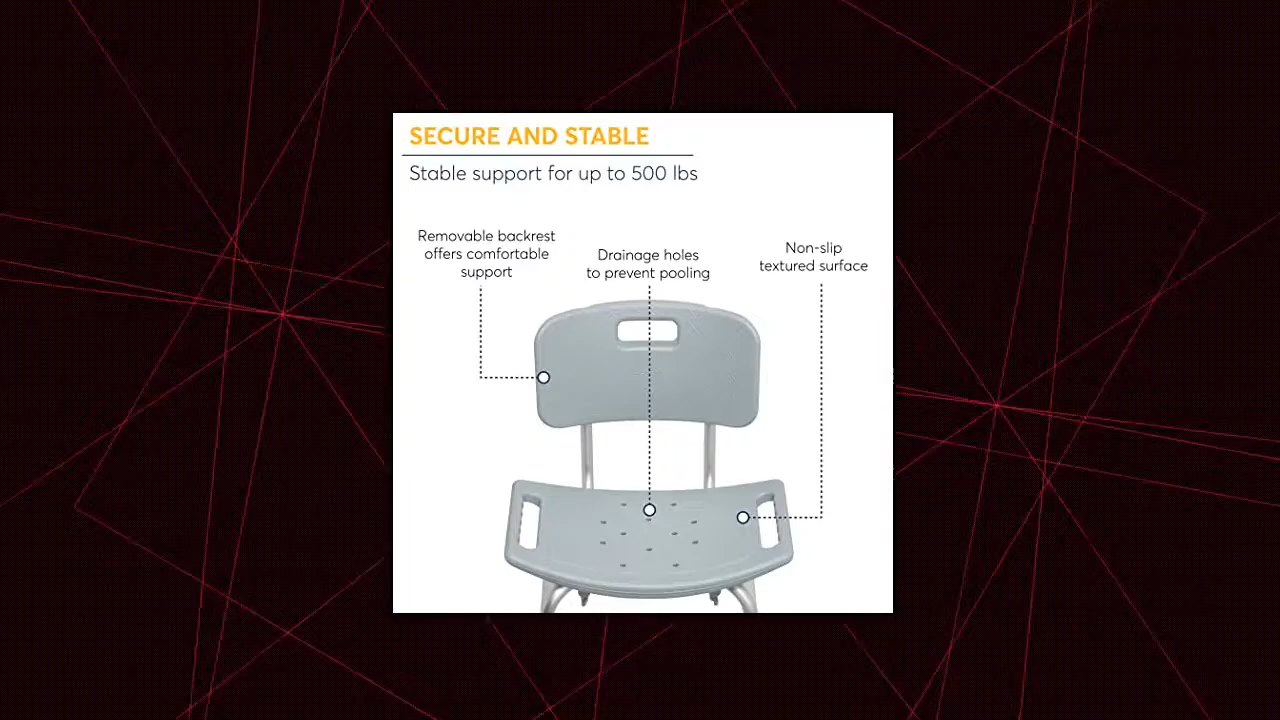 SECURE AND STABLE
Stable support for up to 500 lbs
Removable backrest
offers comfortable
support
Drainage holes
to prevent pooling
Non-slip
textured surface